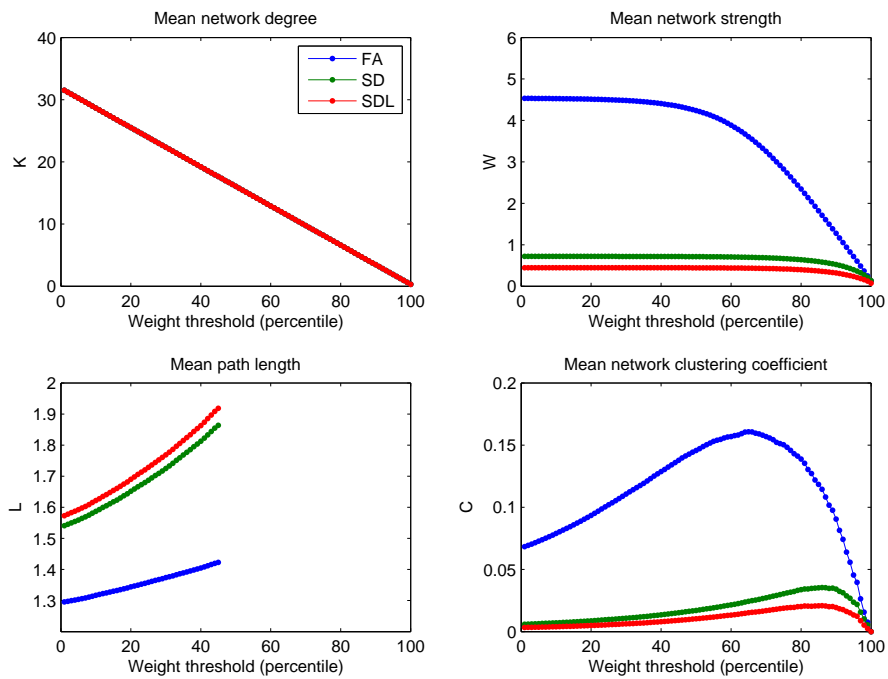 Mean network degree
40
30
20
10
0
K
FA
SD
SDL
0 20 40 60 80 100
Weight threshold (percentile)
Mean network strength
6
5
4
3
2
1
0
W
0 20 40 60 80 100
Weight threshold (percentile)
Mean path length
2
1.9
1.8
1.7
1.6
1.5
1.4
1.3
L
0 20 40 60 80 100
Weight threshold (percentile)
Mean network clustering coefficient
0.2
0.15
0.1
0.05
0
C
0 20 40 60 80 100
Weight threshold (percentile)